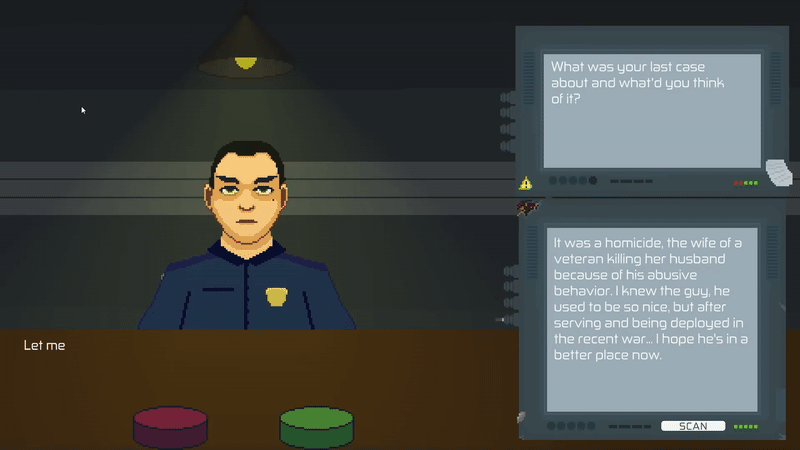 What was your last case
about and what'd you think
of it?
It was a homicide, the wife of a
veteran killing her husband
because of his abusive
behavior. I knew the guy, he
used to be so nice, but after
serving and being deployed in
the recent war... I hope he's in a
better place now.
Let me
SCAN